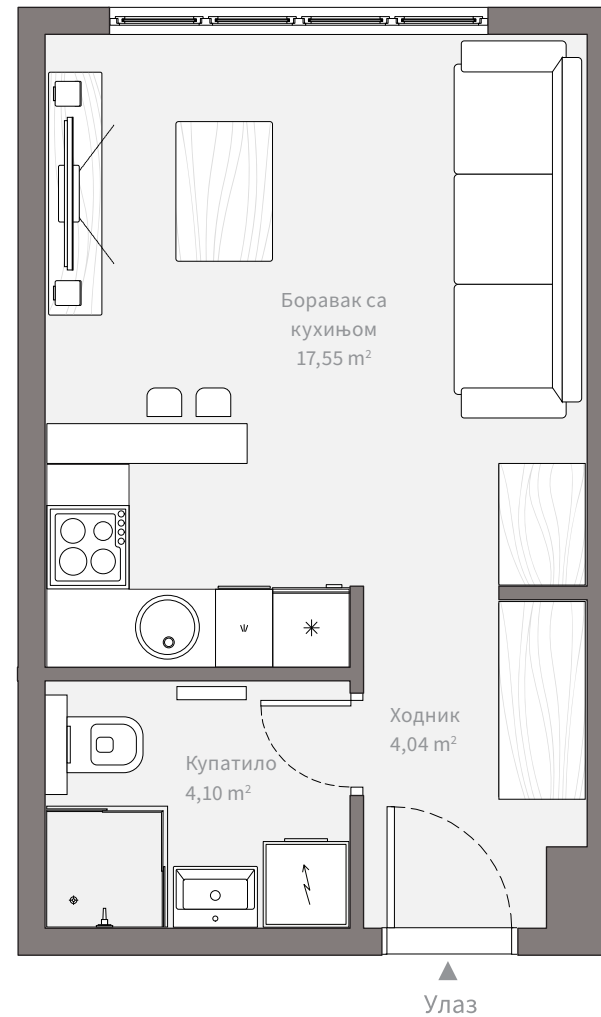 Боравак са
кухињом
17,55 m²
Ходник
4,04 m²
Купатило
4,10 m²
Улаз